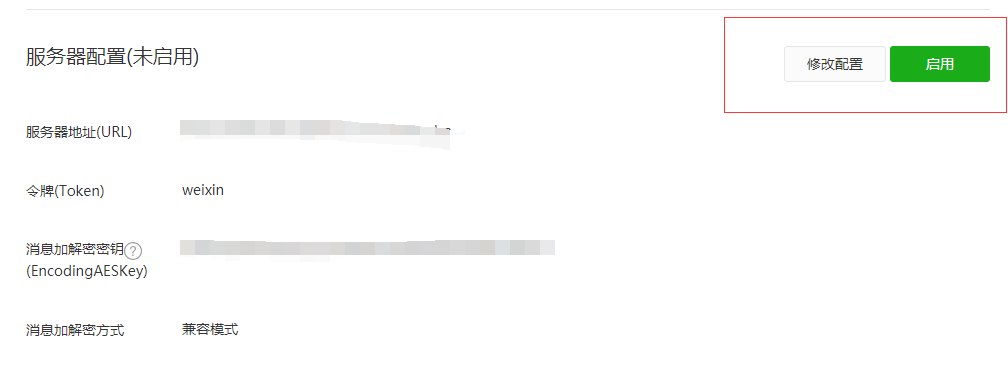 服务器配置(未启用)
修改配置
启用
服务器地址(URL)
令牌(Token)
weixin
消息加解密密钥?
(EncodingAESKey)
消息加解密方式
兼容模式